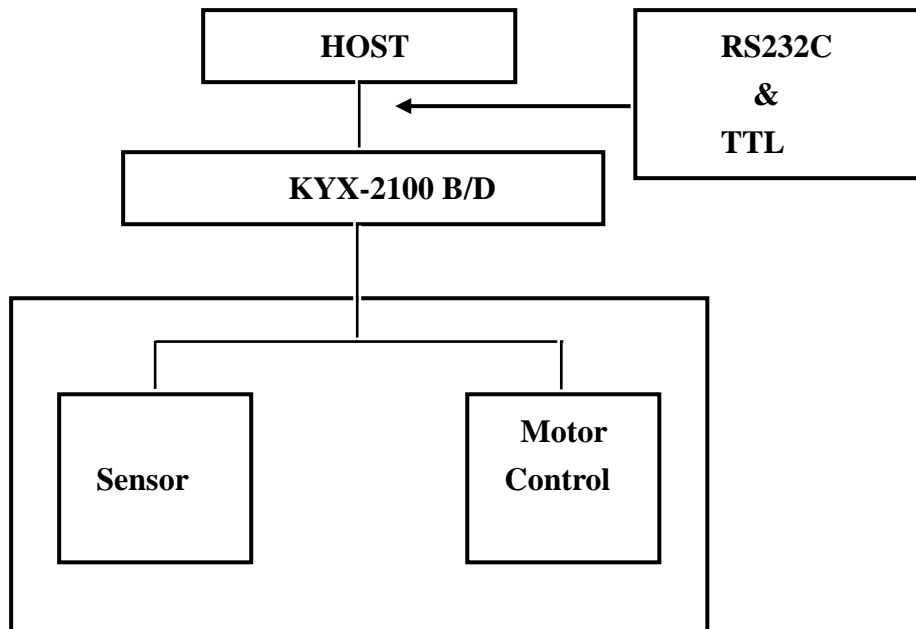 HOST
RS232C
&
TTL
KYX-2100 B/D
Sensor
Motor
Control